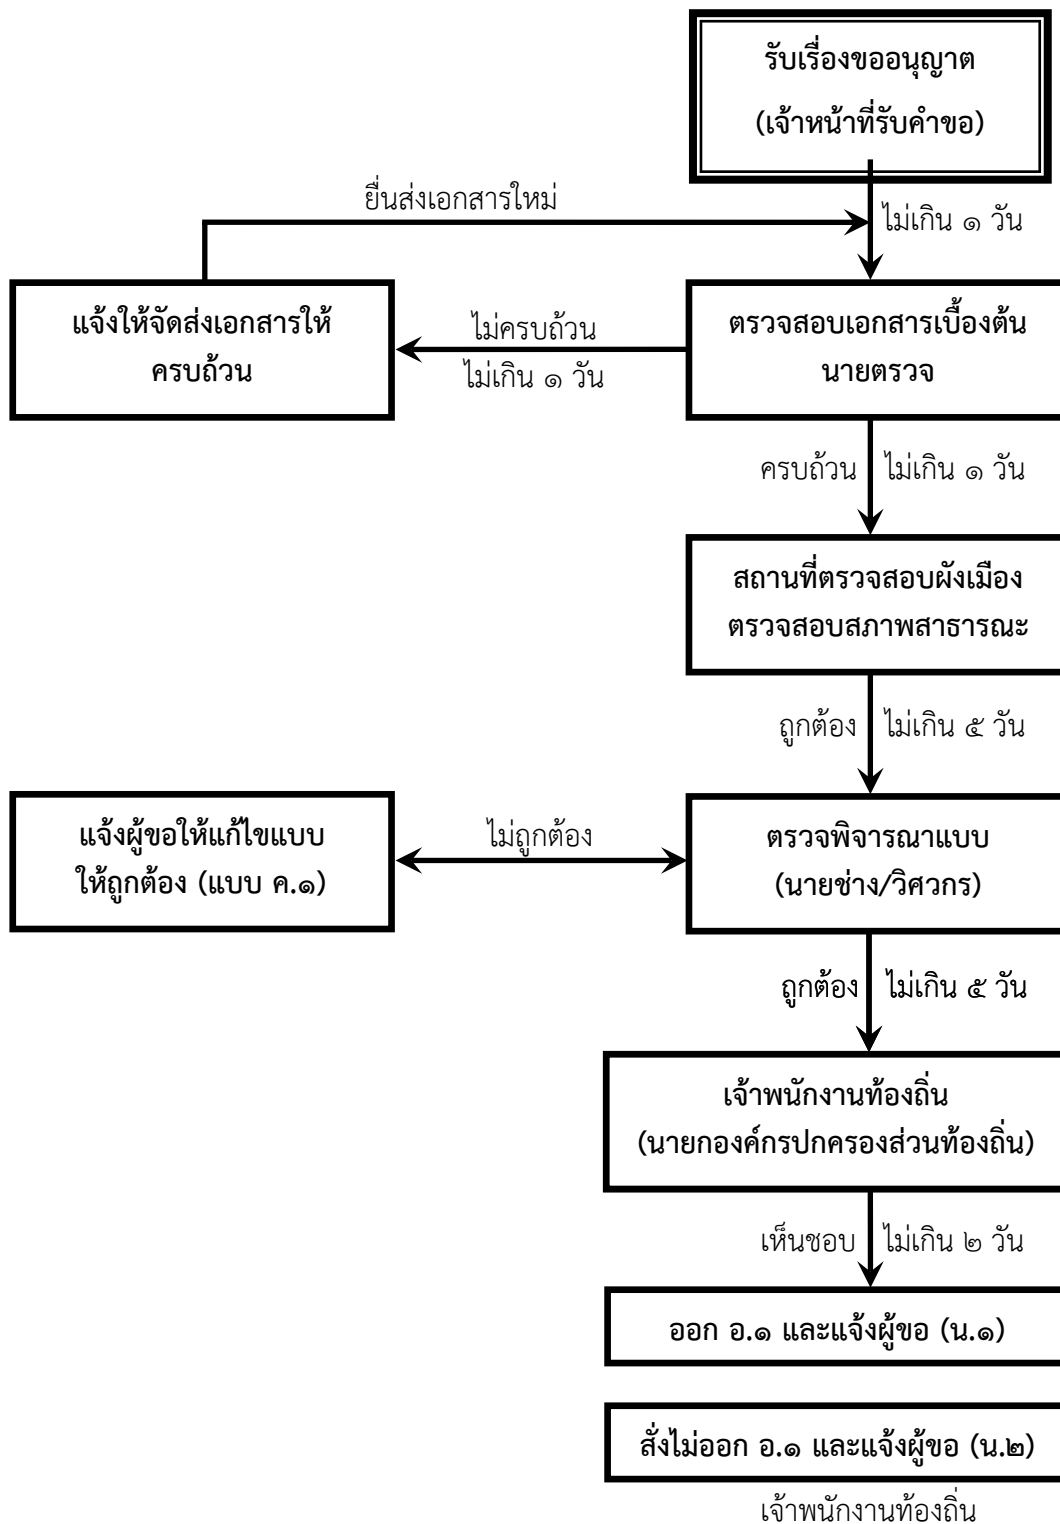 รับเรื่องขออนุญาต
(เจ้าหน้าที่รับคำขอ)
ยื่นส่งเอกสารใหม่
ไม่เกิน ๑ วัน
แจ้งให้จัดส่งเอกสารให้
ครบถ้วน
ไม่ครบถ้วน
ไม่เกิน ๑ วัน
ตรวจสอบเอกสารเบื้องต้น
นายตรวจ
ครบถ้วน
ไม่เกิน ๑ วัน
สถานที่ตรวจสอบผังเมือง
ตรวจสอบสภาพสาธารณะ
ถูกต้อง
ไม่เกิน ๕ วัน
แจ้งผู้ขอให้แก้ไขแบบ
ให้ถูกต้อง (แบบ ค.๑)
ไม่ถูกต้อง
ตรวจพิจารณาแบบ
(นายช่าง/วิศวกร)
ถูกต้อง
ไม่เกิน ๕ วัน
เจ้าพนักงานท้องถิ่น
(นายกองค์กรปกครองส่วนท้องถิ่น)
เห็นชอบ
ไม่เกิน ๒ วัน
ออก อ.๑ และแจ้งผู้ขอ (น.๑)
สั่งไม่ออก อ.๑ และแจ้งผู้ขอ (น.๒)
เจ้าพนักงานท้องถิ่น